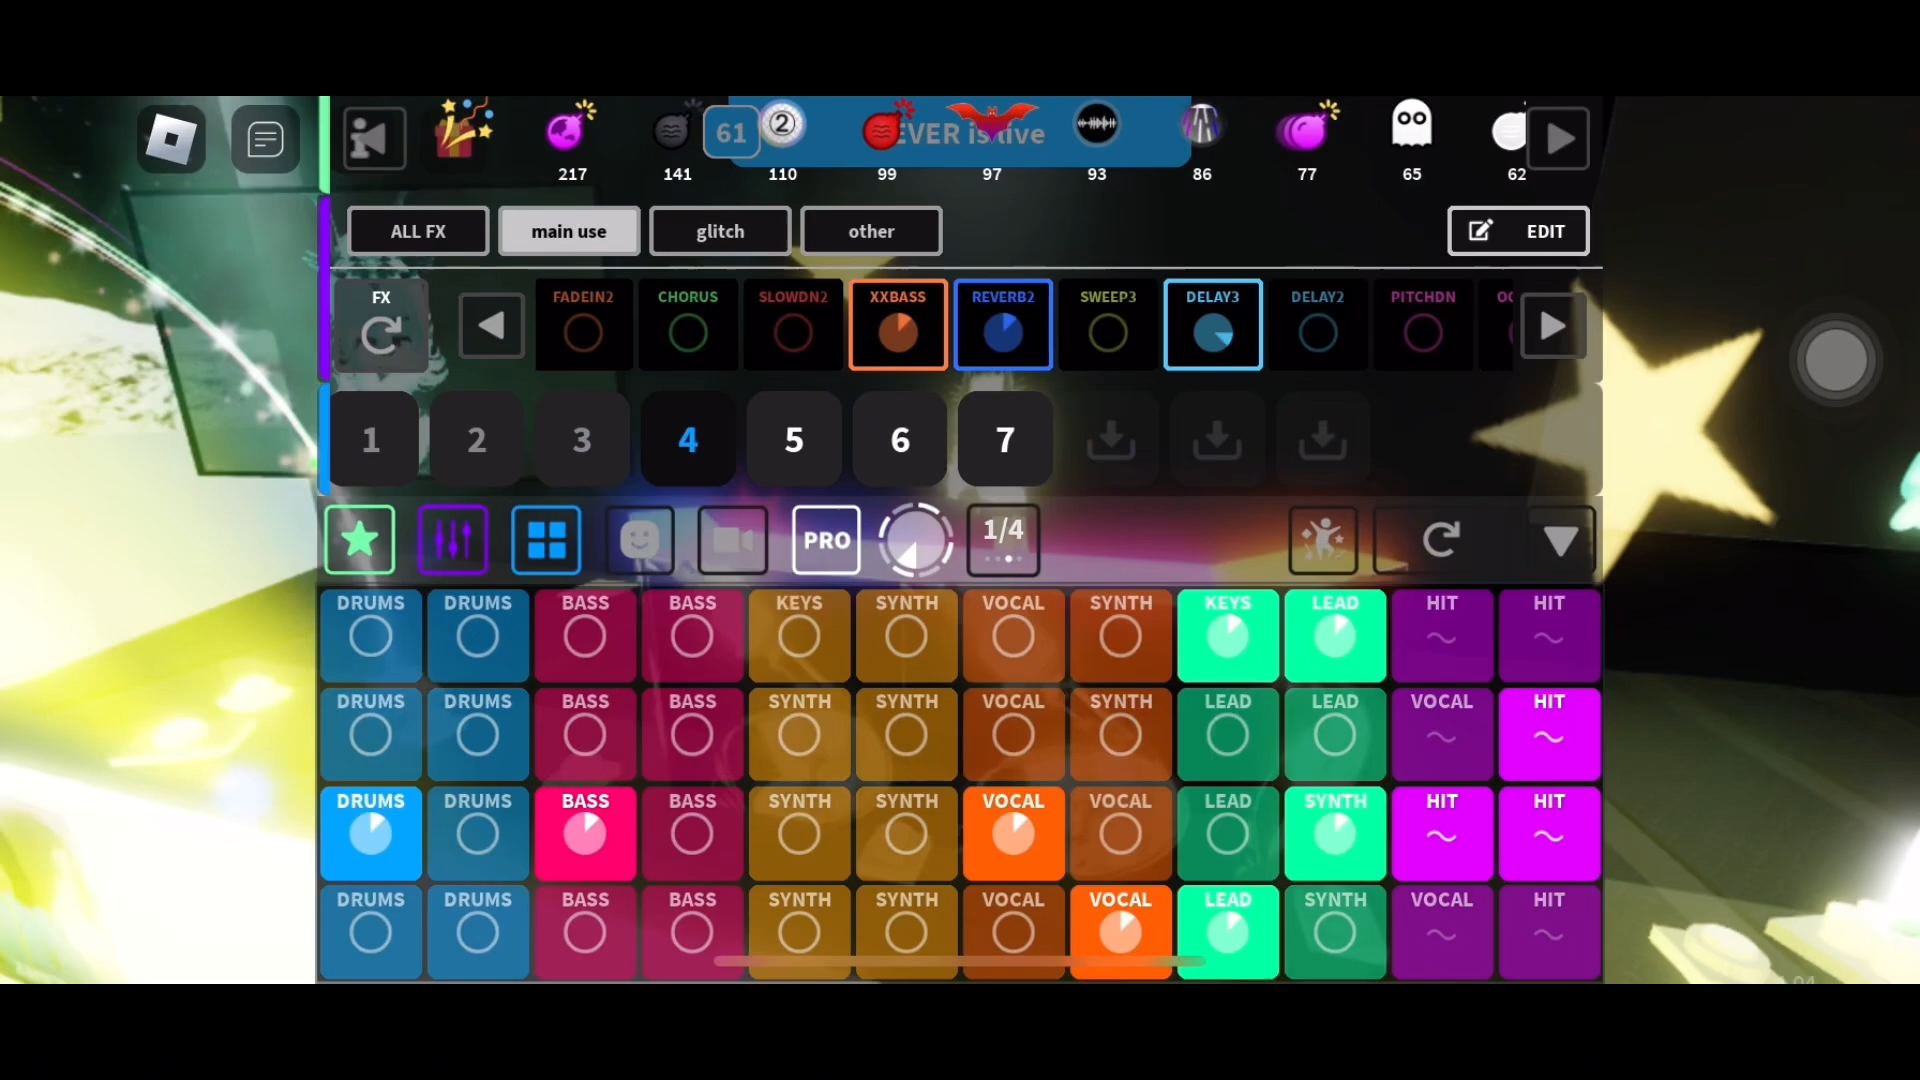 61 2 EVER is live
217 141 110 99 97 93 86 77 65 62
ALL FX main use glitch other EDIT
FX FADEIN2 CHORUS SLOWDN2 XXBASS REVERB2 SWEEP3 DELAY3 DELAY2 PITCHDN
1 2 3 4 5 6 7
PRO 1/4
DRUMS DRUMS BASS BASS KEYS SYNTH VOCAL SYNTH KEYS LEAD HIT HIT
DRUMS DRUMS BASS BASS SYNTH SYNTH VOCAL SYNTH LEAD LEAD VOCAL HIT
DRUMS DRUMS BASS BASS SYNTH SYNTH VOCAL VOCAL LEAD SYNTH HIT HIT
DRUMS DRUMS BASS BASS SYNTH SYNTH VOCAL VOCAL LEAD SYNTH VOCAL HIT